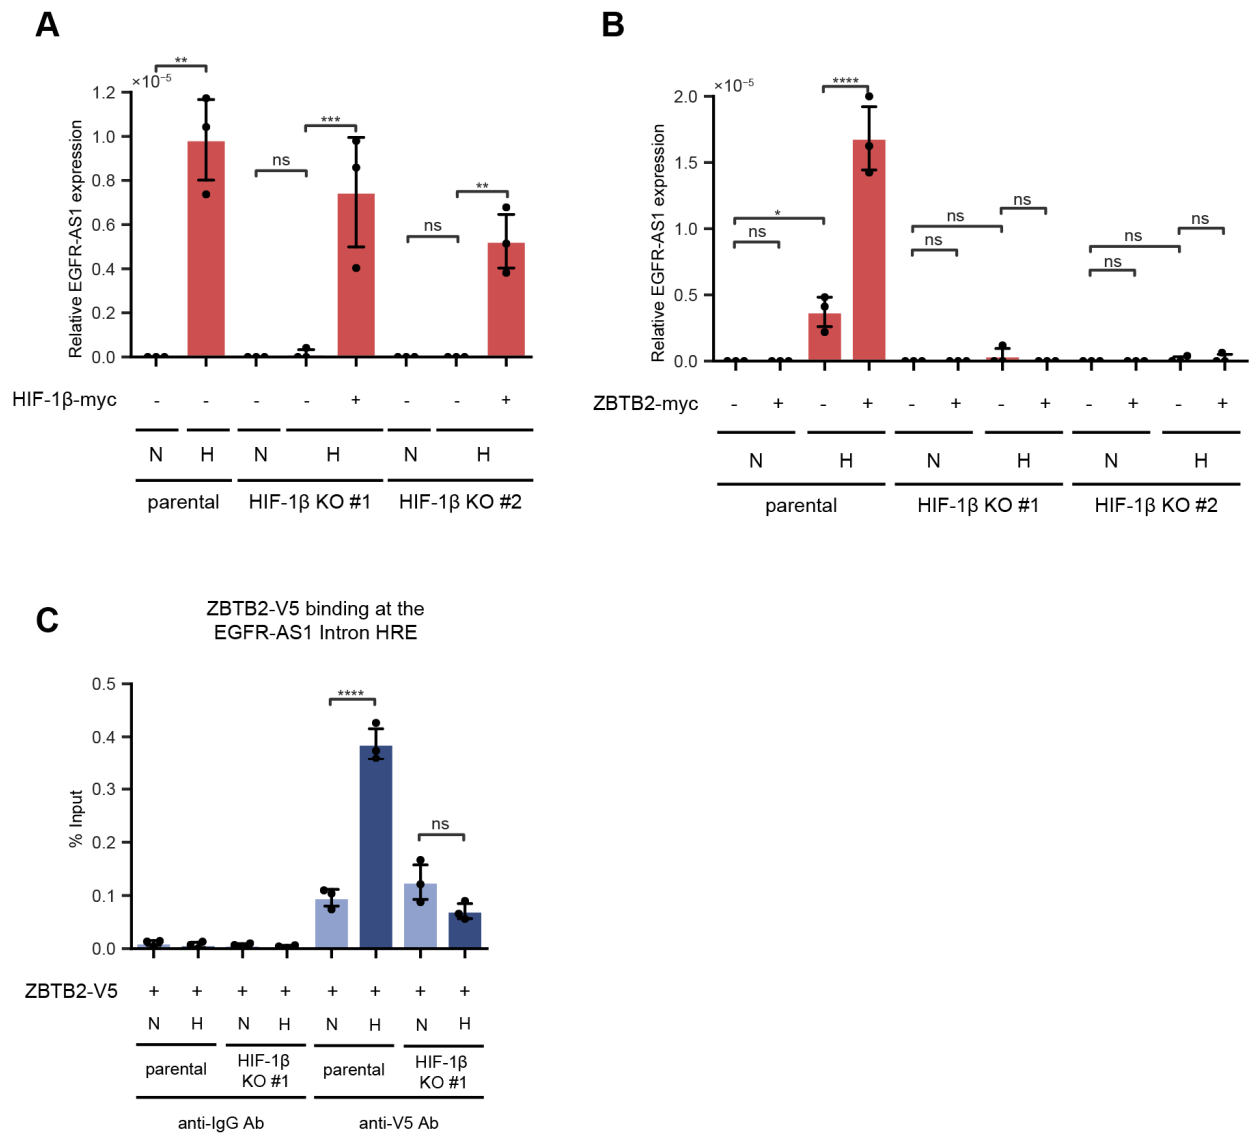 A
×10⁻⁵
Relative EGFR-AS1 expression
1.2
1.0
0.8
0.6
0.4
0.2
0.0
**
ns
***
ns
**
HIF-1β-myc - - - - + - - +
N H N H N H
parental HIF-1β KO #1 HIF-1β KO #2
B
×10⁻⁵
Relative EGFR-AS1 expression
2.0
1.5
1.0
0.5
0.0
****
*
ns
ns
ns
ns
ns
ns
ns
ZBTB2-myc - + - + - + - + - + - +
N H N H N H
parental HIF-1β KO #1 HIF-1β KO #2
C
ZBTB2-V5 binding at the
EGFR-AS1 Intron HRE
% Input
0.5
0.4
0.3
0.2
0.1
0.0
****
ns
ZBTB2-V5 + + + + + + + +
N H N H N H N H
parental HIF-1β parental HIF-1β
KO #1 KO #1
anti-IgG Ab anti-V5 Ab